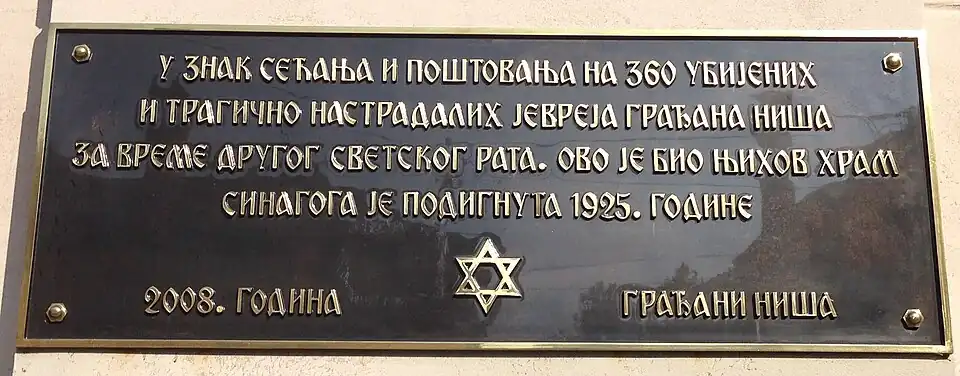 У ЗНАК СЕЋАЊА И ПОШТОВАЊА НА 360 УБИЈЕНИХ
И ТРАГИЧНО НАСТРАДАЛИХ ЈЕВРЕЈА ГРАЂАНА НИША
ЗА ВРЕМЕ ДРУГОГ СВЕТСКОГ РАТА. ОВО ЈЕ БИО ЊИХОВ ХРАМ
СИНАГОГА ЈЕ ПОДИГНУТА 1925. ГОДИНЕ
2008. ГОДИНА
ГРАЂАНИ НИША